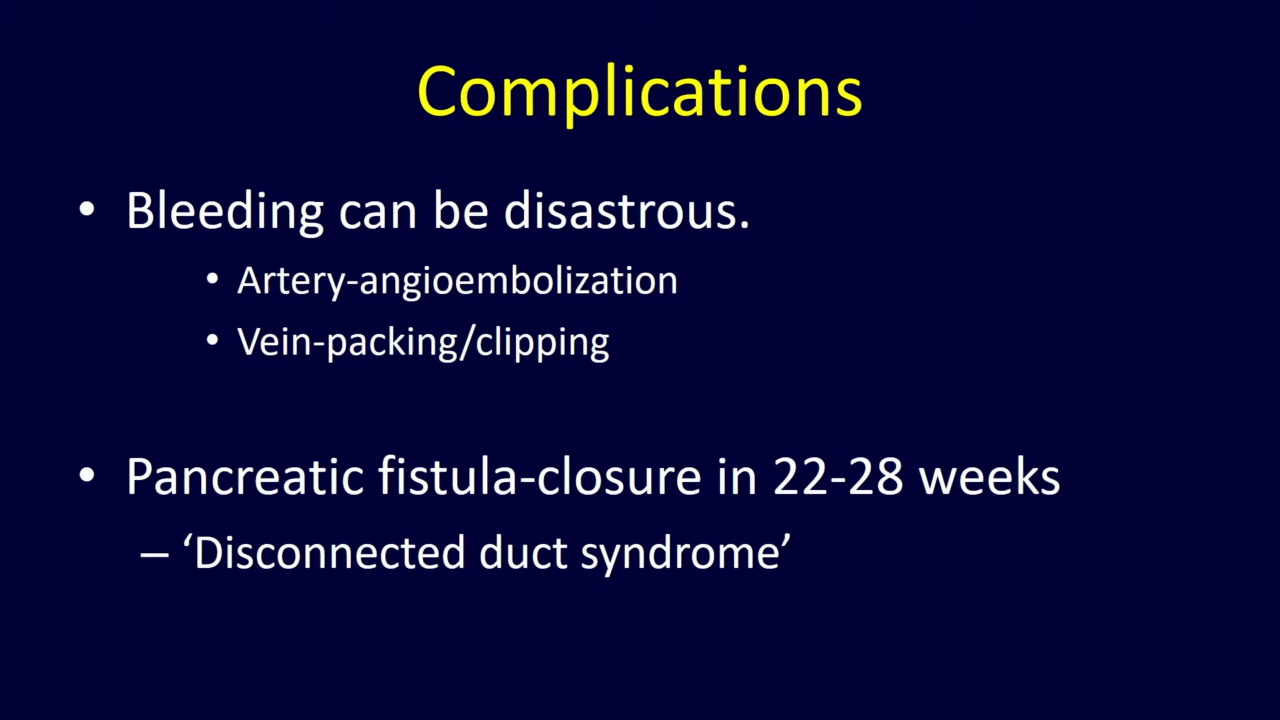 Complications
• Bleeding can be disastrous.
• Artery-angioembolization
• Vein-packing/clipping
• Pancreatic fistula-closure in 22-28 weeks
– ‘Disconnected duct syndrome’